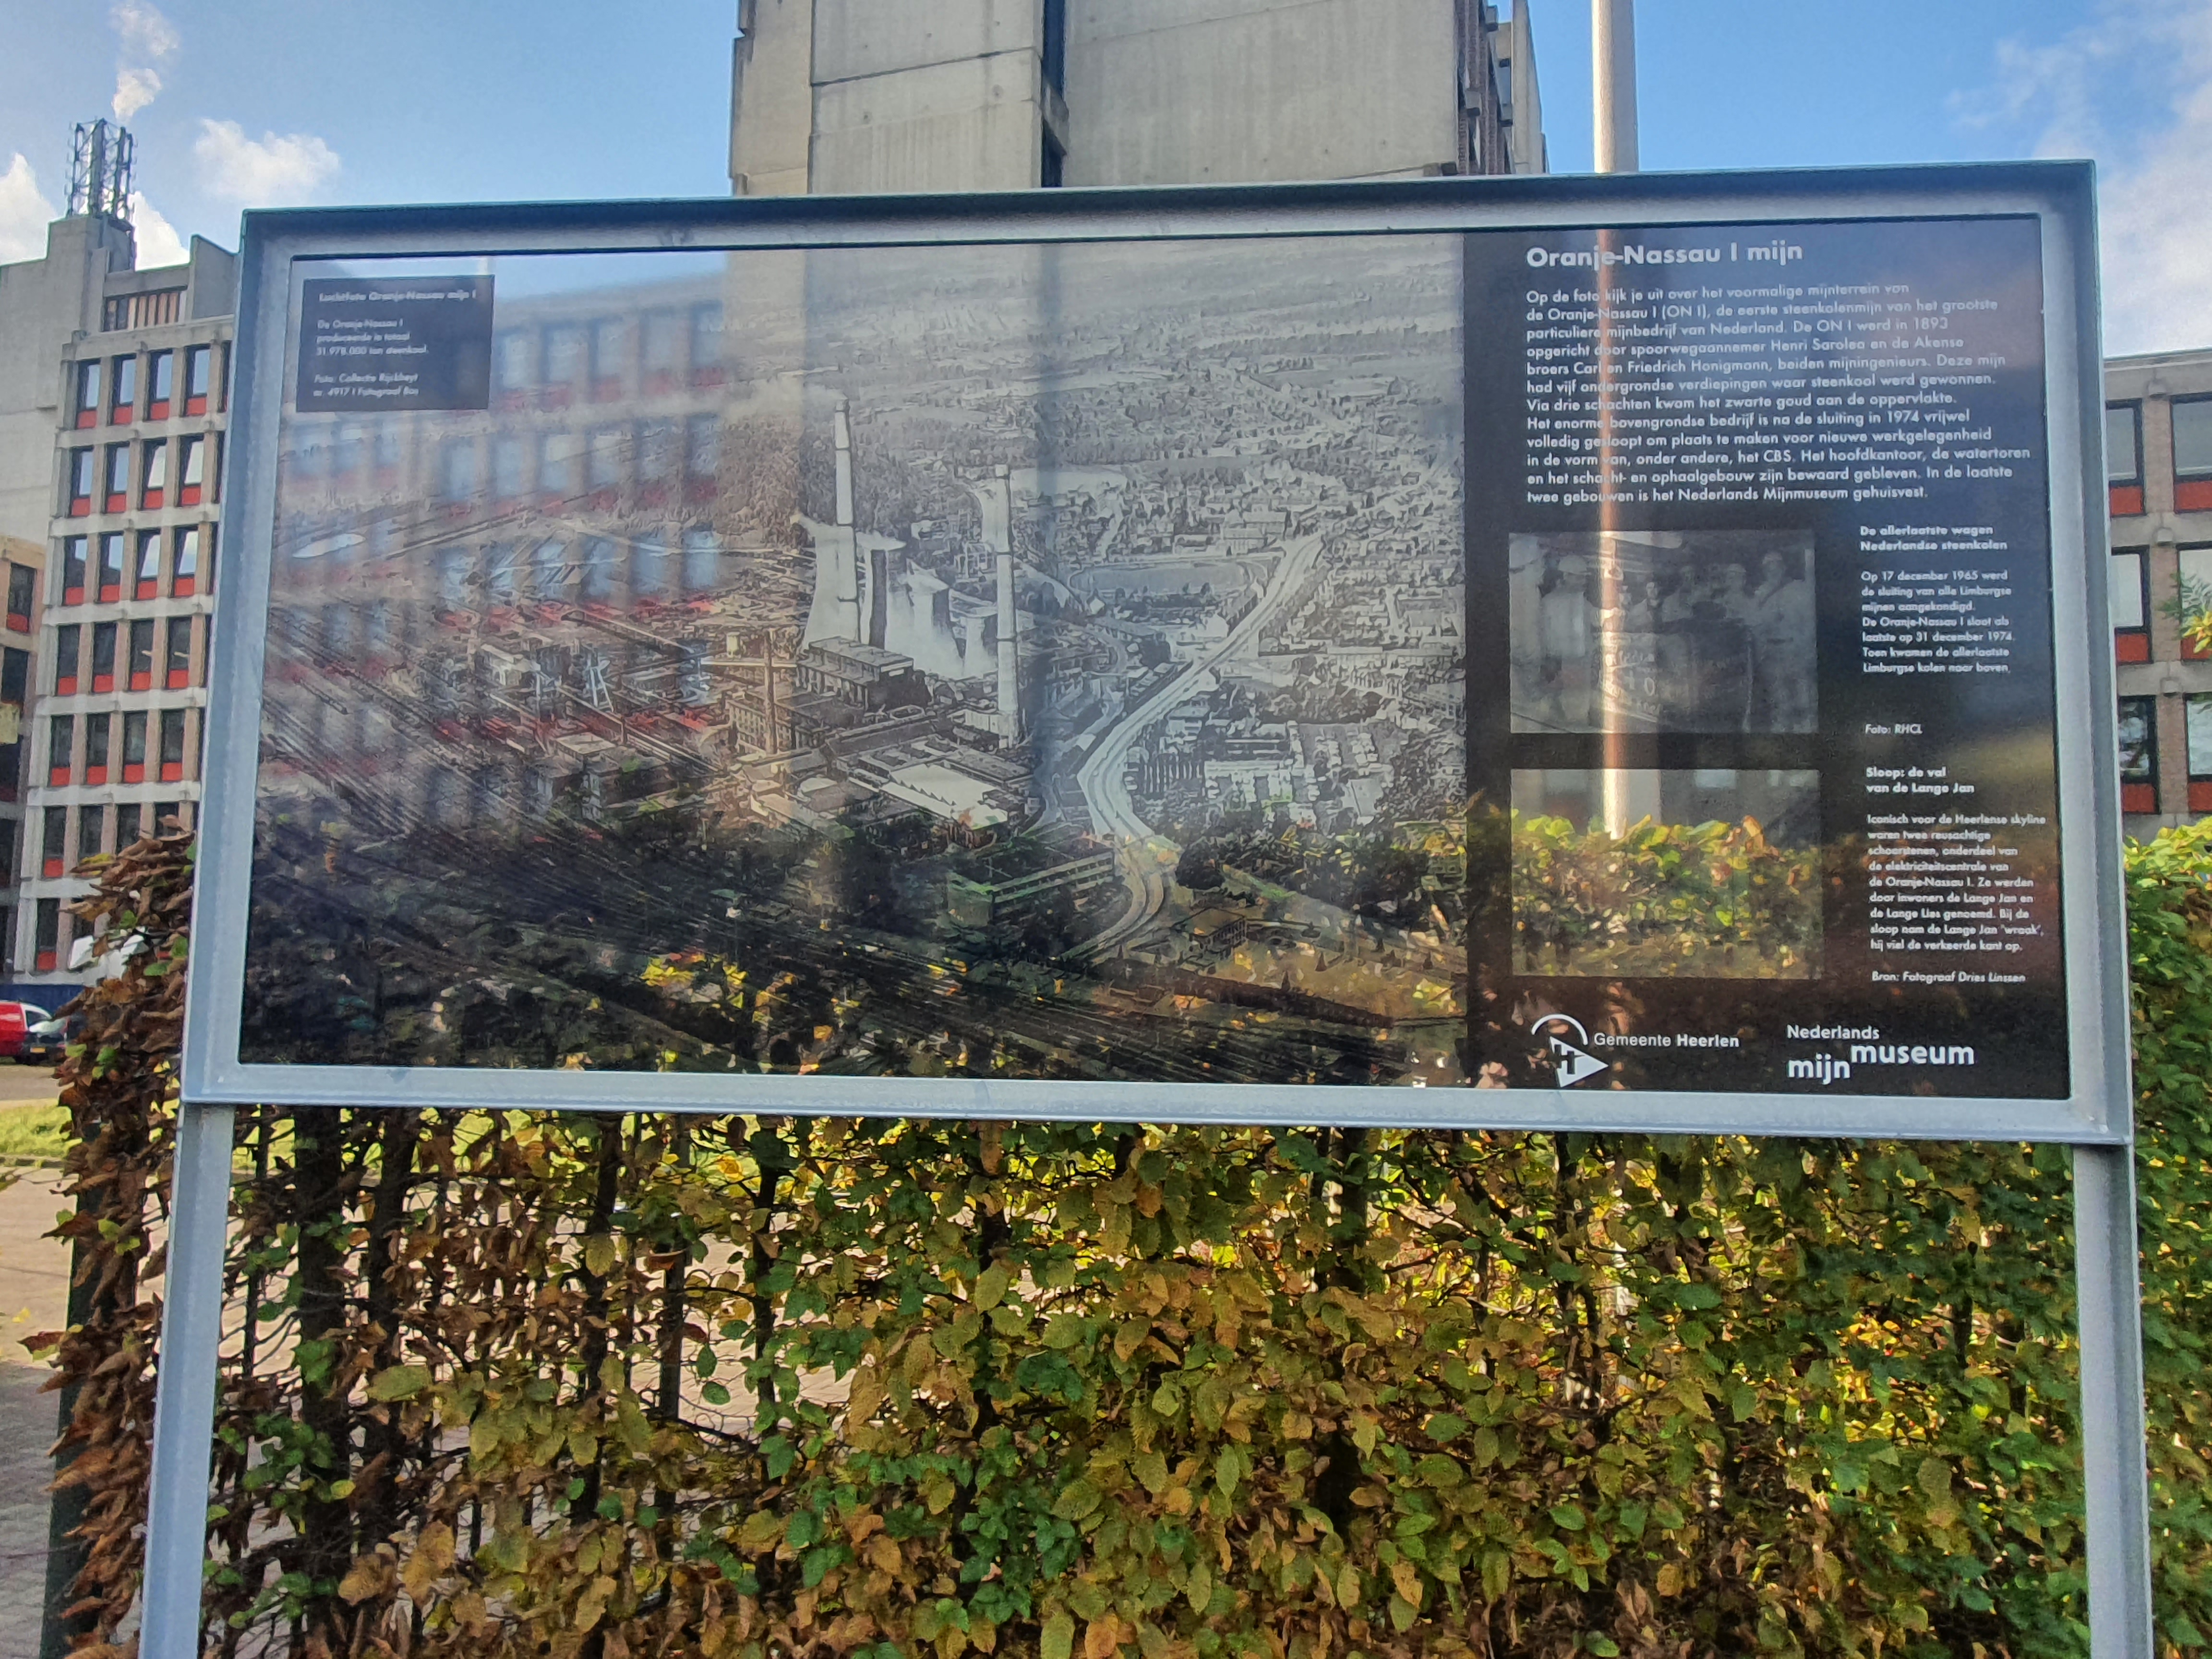 Luchtfoto Oranje-Nassau mijn I
De Oranje-Nassau I
produceerde in totaal
31.978.000 ton steenkool.
Foto: Collectie Rijckheyt
nr. 4917 I Fotograaf Bou
Oranje-Nassau I mijn
Op de foto kijk je uit over het voormalige mijnterrein van
de Oranje-Nassau I (ON I), de eerste steenkolenmijn van het grootste
particuliere mijnbedrijf van Nederland. De ON I werd in 1893
opgericht door spoorwegaannemer Henri Sarolea en de Akense
broers Carl en Friedrich Honigmann, beiden mijningenieurs. Deze mijn
had vijf ondergrondse verdiepingen waar steenkool werd gewonnen.
Via drie schachten kwam het zwarte goud aan de oppervlakte.
Het enorme bovengrondse bedrijf is na de sluiting in 1974 vrijwel
volledig gesloopt om plaats te maken voor nieuwe werkgelegenheid
in de vorm van, onder andere, het CBS. Het hoofdkantoor, de watertoren
en het schacht- en ophaalgebouw zijn bewaard gebleven. In de laatste
twee gebouwen is het Nederlands Mijnmuseum gehuisvest.
De allerlaatste wagen
Nederlandse steenkolen
Op 17 december 1965 werd
de sluiting van alle Limburgse
mijnen aangekondigd.
De Oranje-Nassau I sloot als
laatste op 31 december 1974.
Toen kwamen de allerlaatste
Limburgse kolen naar boven.
Foto: RHCL
Sloop: de val
van de Lange Jan
Iconisch voor de Heerlense skyline
waren twee reusachtige
schoorstenen, onderdeel van
de elektriciteitscentrale van
de Oranje-Nassau I. Ze werden
door inwoners de Lange Jan en
de Lange Lies genoemd. Bij de
sloop nam de Lange Jan 'wraak',
hij viel de verkeerde kant op.
Bron: Fotograaf Dries Linssen
Gemeente Heerlen
Nederlands
mijnmuseum